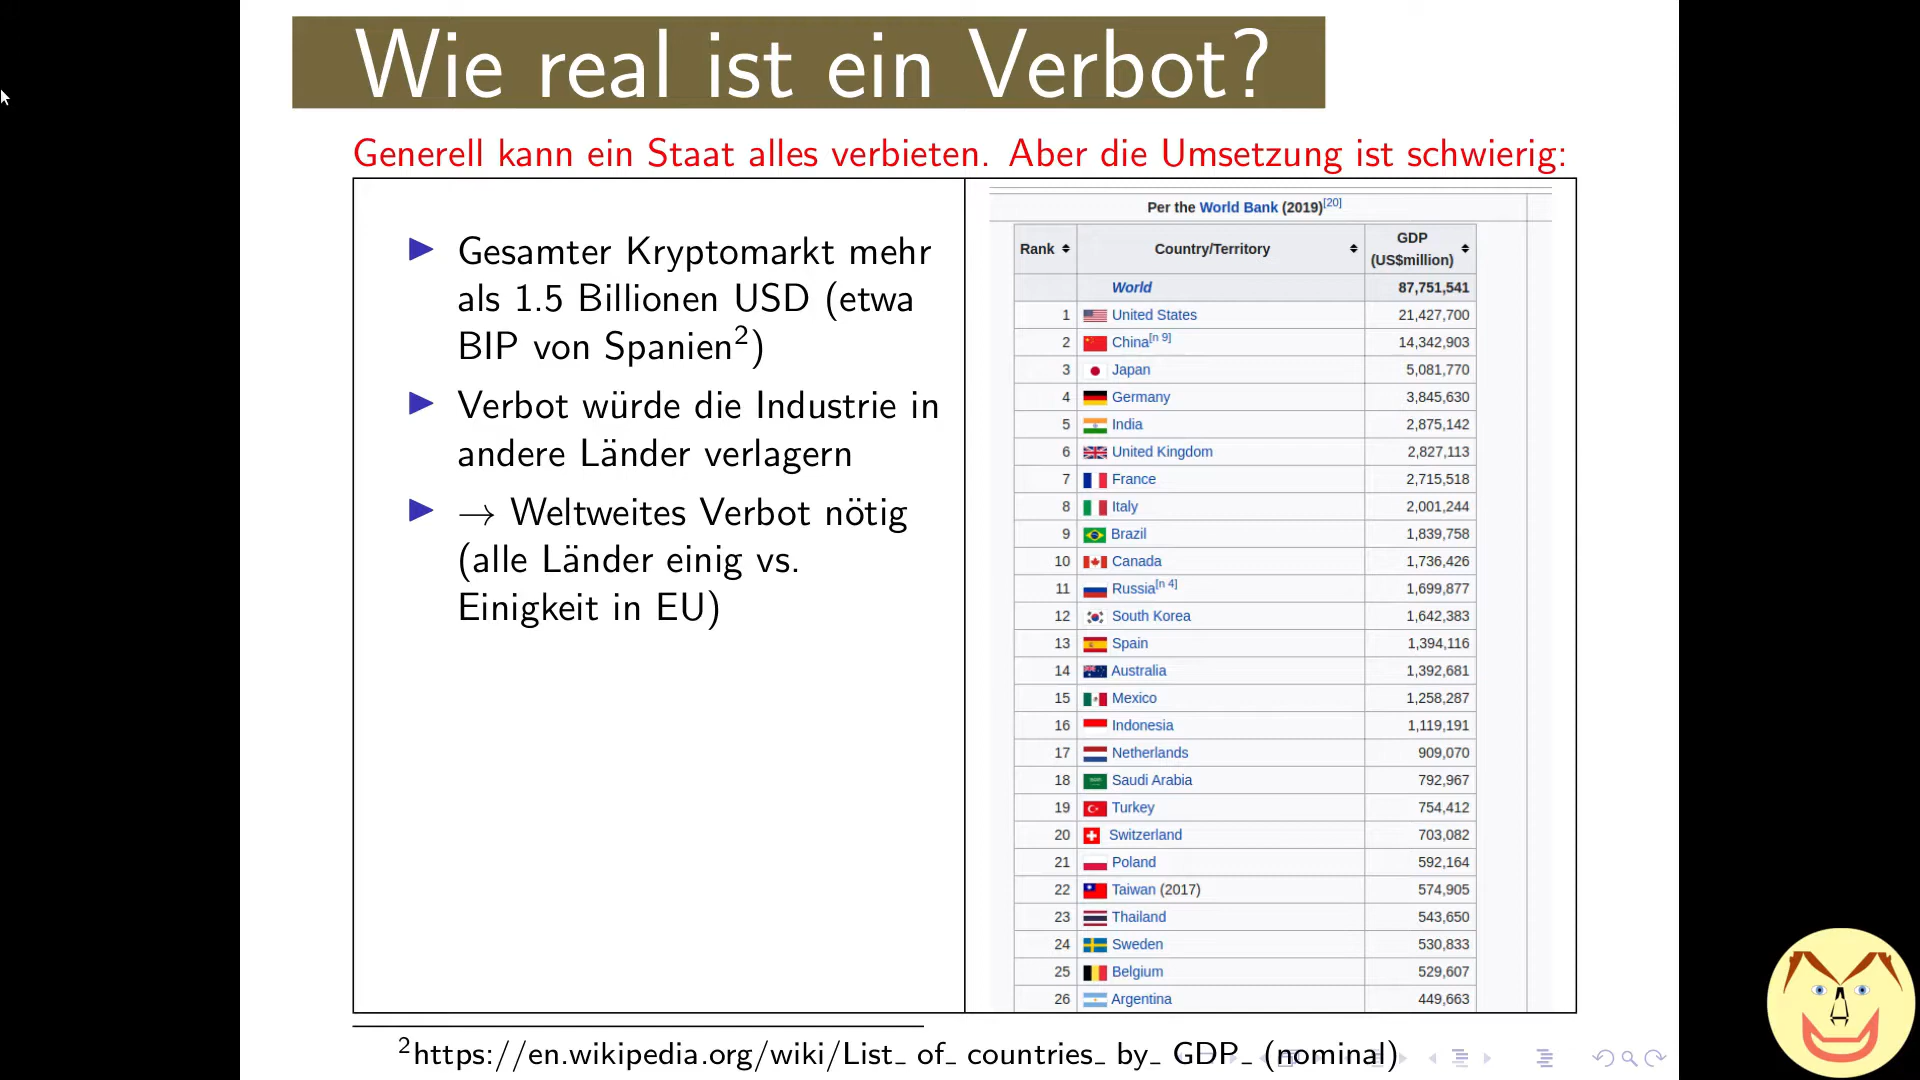 Wie real ist ein Verbot?
Generell kann ein Staat alles verbieten. Aber die Umsetzung ist schwierig:
▶ Gesamter Kryptomarkt mehr
als 1.5 Billionen USD (etwa
BIP von Spanien2)
▶ Verbot würde die Industrie in
andere Länder verlagern
▶ → Weltweites Verbot nötig
(alle Länder einig vs.
Einigkeit in EU)
Per the World Bank (2019)[20]
Rank Country/Territory GDP
(US$million)
World 87,751,541
1 United States 21,427,700
2 China[n 9] 14,342,903
3 Japan 5,081,770
4 Germany 3,845,630
5 India 2,875,142
6 United Kingdom 2,827,113
7 France 2,715,518
8 Italy 2,001,244
9 Brazil 1,839,758
10 Canada 1,736,426
11 Russia[n 4] 1,699,877
12 South Korea 1,642,383
13 Spain 1,394,116
14 Australia 1,392,681
15 Mexico 1,258,287
16 Indonesia 1,119,191
17 Netherlands 909,070
18 Saudi Arabia 792,967
19 Turkey 754,412
20 Switzerland 703,082
21 Poland 592,164
22 Taiwan (2017) 574,905
23 Thailand 543,650
24 Sweden 530,833
25 Belgium 529,607
26 Argentina 449,663
2https://en.wikipedia.org/wiki/List_ of_ countries_ by_ GDP_ (nominal)